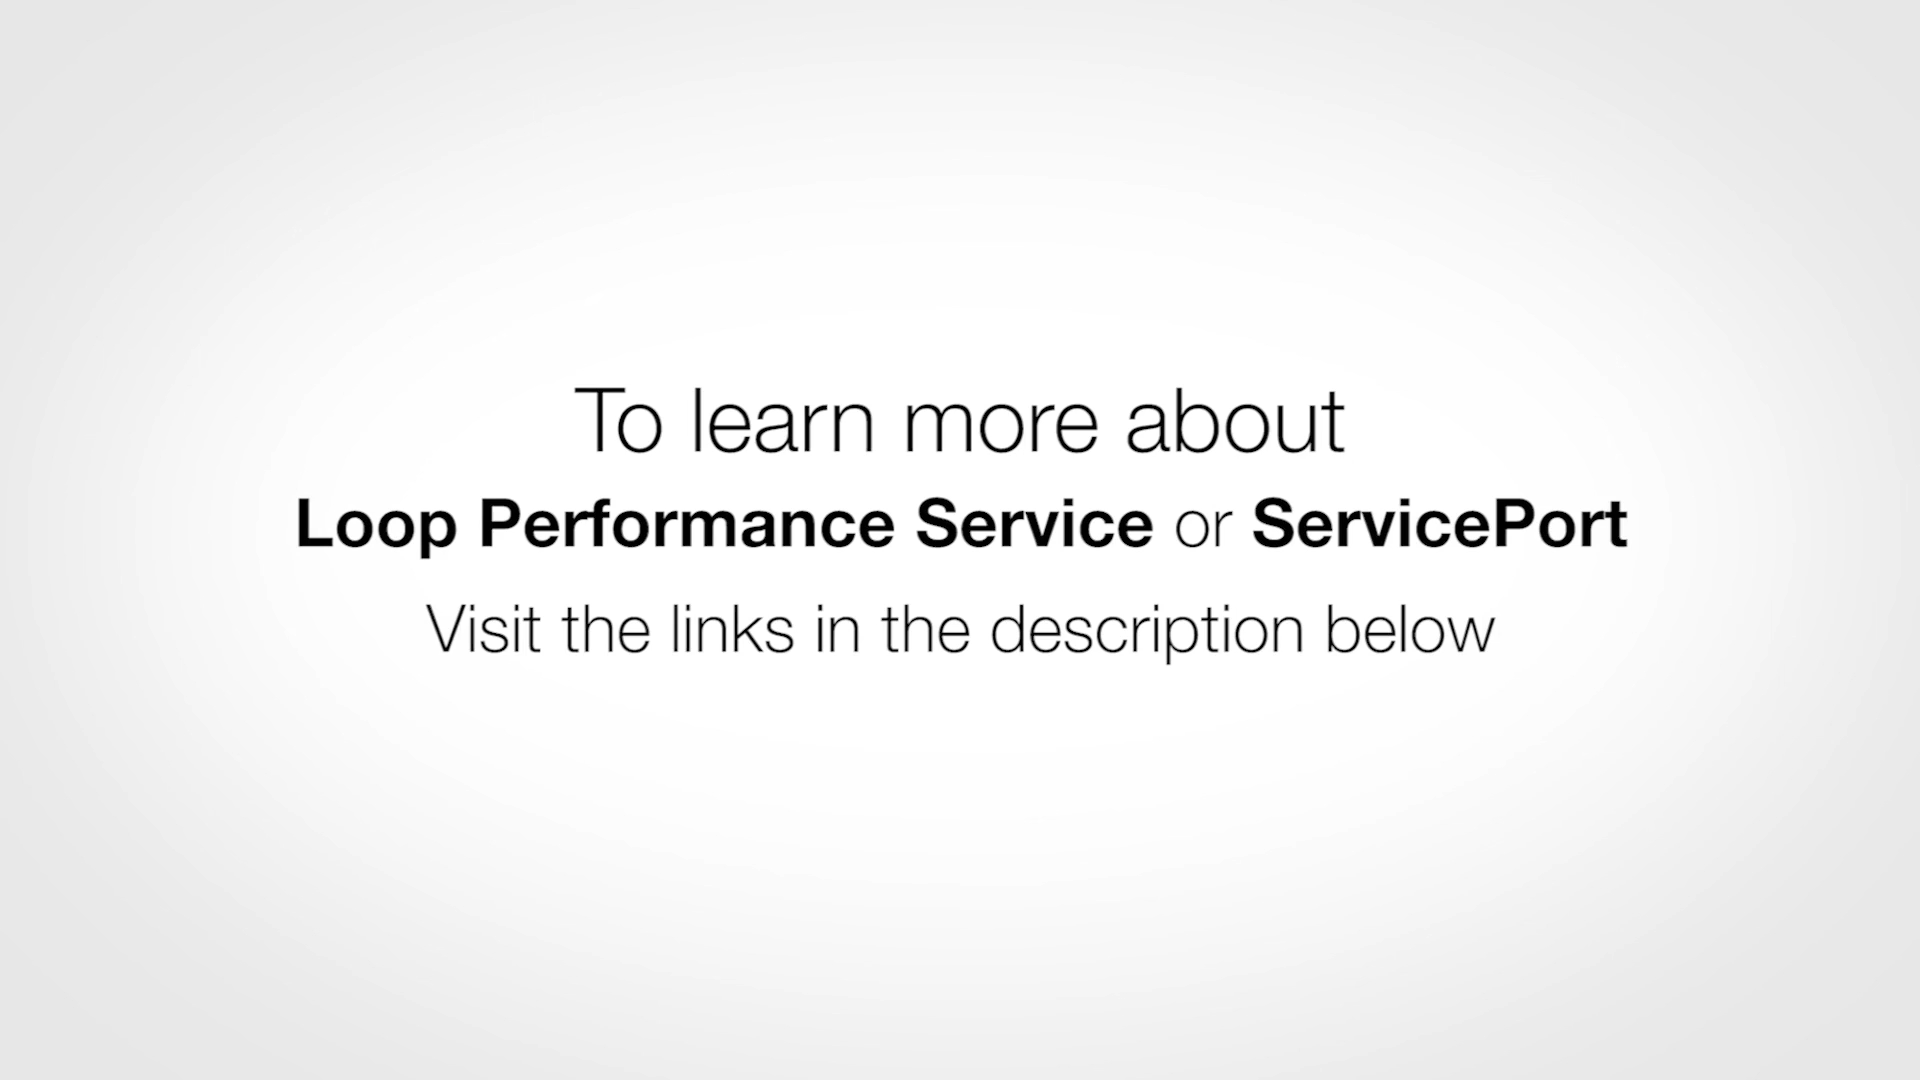 To learn more about
Loop Performance Service or ServicePort
Visit the links in the description below